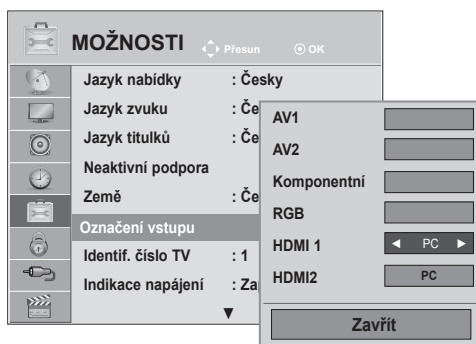 MOŽNOSTI
Přesun
OK
Jazyk nabídky : Česky
Jazyk zvuku : Če
Jazyk titulků : Če
Neaktivní podpora
Země : Če
Označení vstupu
Identif. číslo TV : 1
Indikace napájení : Za
AV1
AV2
Komponentní
RGB
HDMI 1 ◄ PC ►
HDMI2 PC
Zavřít